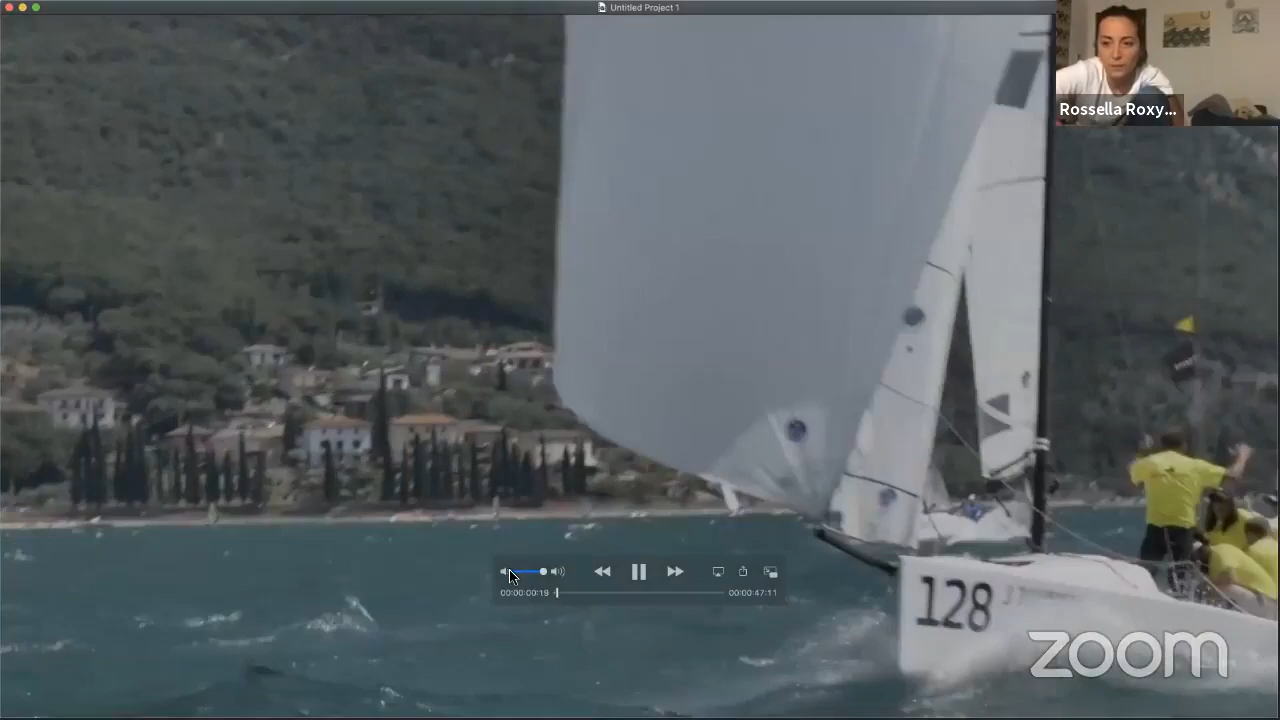 Untitled Project 1
Rossella Roxy...
00:00:00:19
00:00:47:11
128
zoom